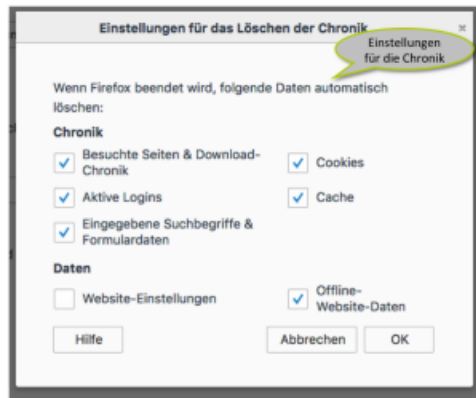 Einstellungen für das Löschen der Chronik
Einstellungen
für die Chronik
Wenn Firefox beendet wird, folgende Daten automatisch
löschen:
Chronik
Besuchte Seiten & Download-
Chronik
Cookies
Aktive Logins
Cache
Eingegebene Suchbegriffe &
Formulardaten
Daten
Website-Einstellungen
Offline-
Website-Daten
Hilfe
Abbrechen
OK